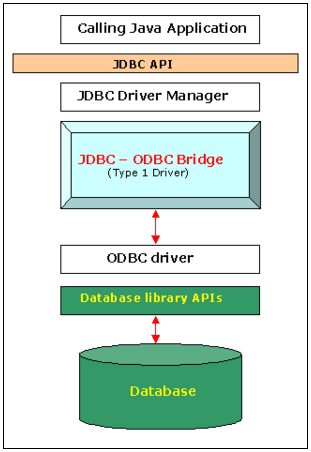 Calling Java Application
JDBC API
JDBC Driver Manager
JDBC – ODBC Bridge
(Type 1 Driver)
ODBC driver
Database library APIs
Database